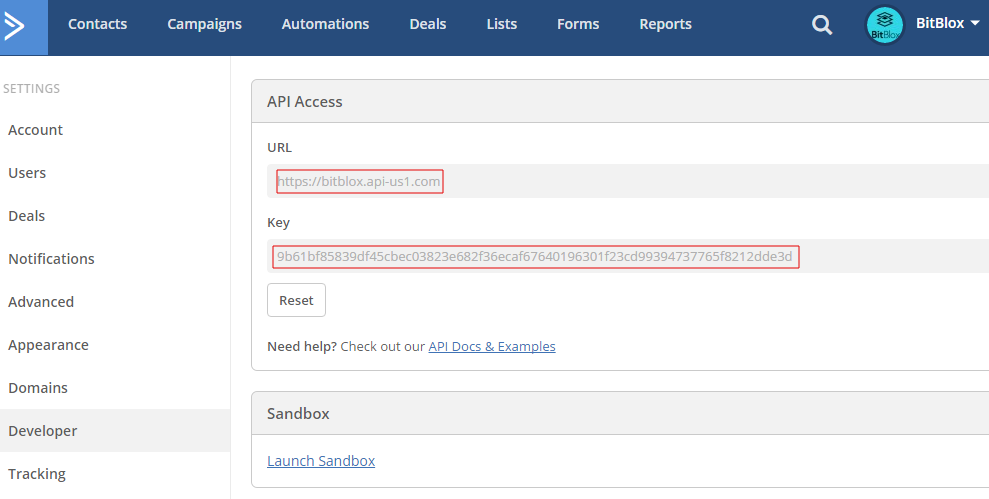 Contacts Campaigns Automations Deals Lists Forms Reports BitBlox BitBlox
SETTINGS
Account
Users
Deals
Notifications
Advanced
Appearance
Domains
Developer
Tracking
API Access
URL
https://bitblox.api-us1.com
Key
9b61bf85839df45cbec03823e682f36ecaf67640196301f23cd99394737765f8212dde3d
Reset
Need help? Check out our API Docs & Examples
Sandbox
Launch Sandbox